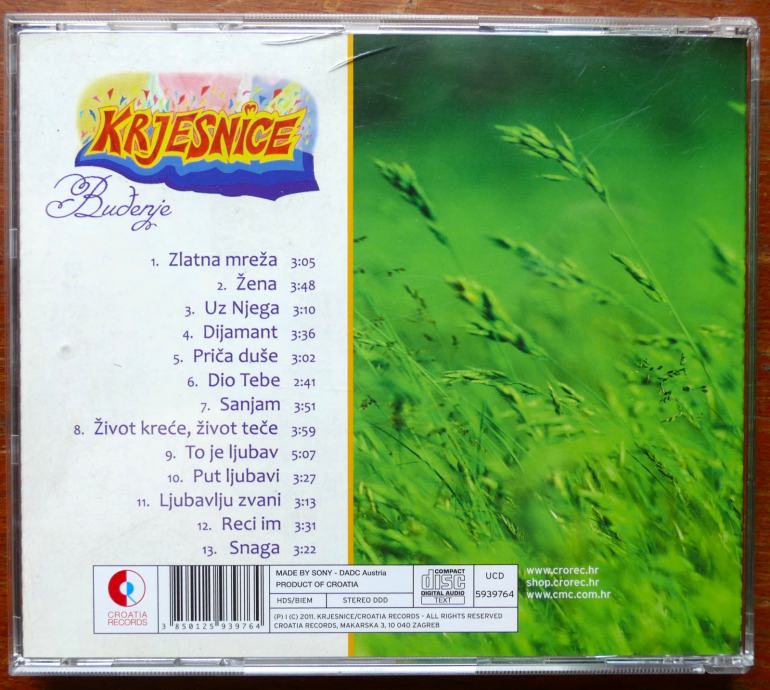 KRJESNICE
Buđenje
1. Zlatna mreža 3:05
2. Žena 3:48
3. Uz Njega 3:10
4. Dijamant 3:36
5. Priča duše 3:02
6. Dio Tebe 2:41
7. Sanjam 3:51
8. Život kreće, život teče 3:59
9. To je ljubav 5:07
10. Put ljubavi 3:27
11. Ljubavlju zvani 3:13
12. Reci im 3:31
13. Snaga 3:22
CROATIA
RECORDS
3 850125 939764
MADE BY SONY - DADC Austria
PRODUCT OF CROATIA
HDS/BIEM
STEREO DDD
COMPACT
disc
DIGITAL AUDIO
TEXT
UCD
5939764
(P) I (C) 2011. KRJESNICE/CROATIA RECORDS - ALL RIGHTS RESERVED
CROATIA RECORDS, MAKARSKA 3, 10 040 ZAGREB
www.crorec.hr
shop.crorec.hr
www.cmc.com.hr